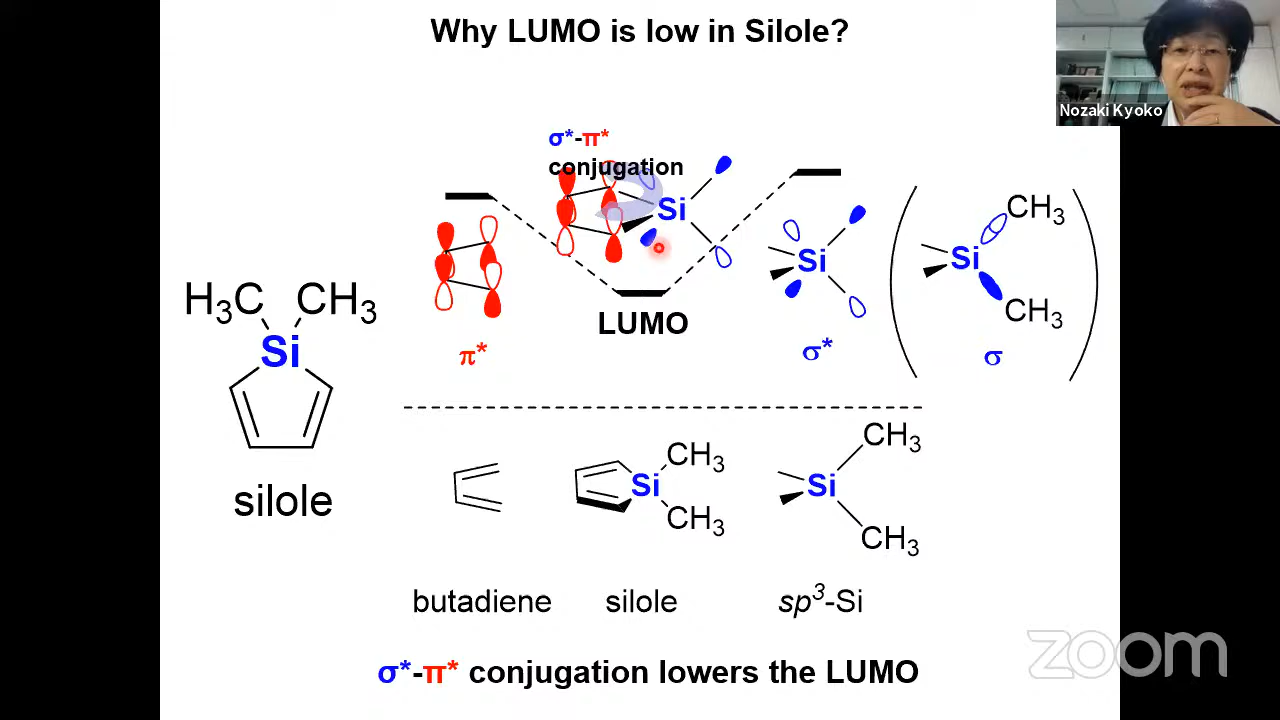 Why LUMO is low in Silole?
Nozaki Kyoko
σ*-π*
conjugation
Si
LUMO
π*
Si
σ*
Si
CH3
CH3
σ
H3C
CH3
Si
silole
Si
CH3
CH3
Si
CH3
CH3
butadiene
silole
sp3-Si
σ*-π* conjugation lowers the LUMO
zoom